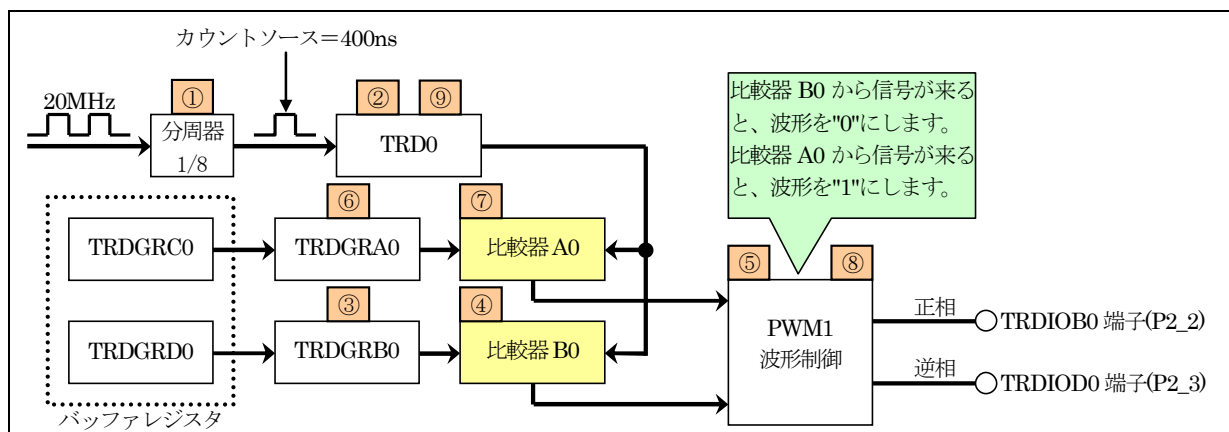 カウントソース=400ns
20MHz
①
分周器
1/8
②
⑨
TRD0
比較器 B0 から信号が来る
と、波形を"0"にします。
比較器 A0 から信号が来る
と、波形を"1"にします。
TRDGRC0
⑥
TRDGRA0
⑦
比較器 A0
TRDGRD0
③
TRDGRB0
④
比較器 B0
バッファレジスタ
⑤
⑧
PWM1
波形制御
正相
TRDIOB0 端子(P2_2)
逆相
TRDIOD0 端子(P2_3)